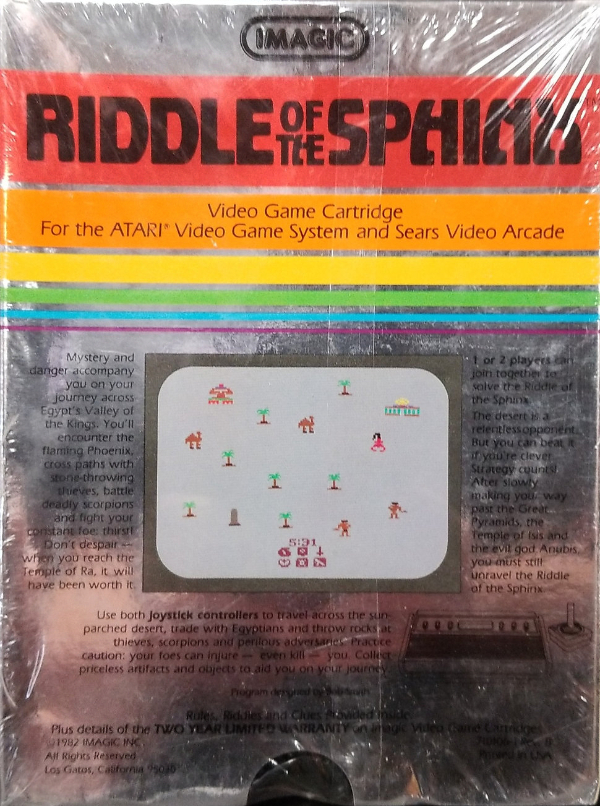 IMAGIC
RIDDLE OF THE SPHINX
Video Game Cartridge
For the ATARI® Video Game System and Sears Video Arcade
Mystery and
danger accompany
you on your
journey across
Egypt's Valley of
the Kings. You'll
encounter the
flaming Phoenix,
cross paths with
stone-throwing
thieves, battle
deadly scorpions
and fight your
constant foe: thirst!
Don't despair —
when you reach the
Temple of Ra, it will
have been worth it.
5:31
1 or 2 players can
join together to
solve the Riddle of
the Sphinx.
The desert is a
relentless opponent.
But you can beat it
if you're clever.
Strategy counts!
After slowly
making your way
past the Great
Pyramids, the
Temple of Isis and
the evil god Anubis,
you must still
unravel the Riddle
of the Sphinx.
Use both Joystick controllers to travel across the sun-
parched desert, trade with Egyptians and throw rocks at
thieves, scorpions and perilous adversaries. Practice
caution: your foes can injure — even kill — you. Collect
priceless artifacts and objects to aid you on your journey.
Program designed by Bob Smith
Rules, Riddles and Clues Provided Inside
Plus details of the TWO YEAR LIMITED WARRANTY on Imagic Video Game Cartridges
©1982 IMAGIC INC.
All Rights Reserved
Los Gatos, California 95030
Rev. B
Printed in USA